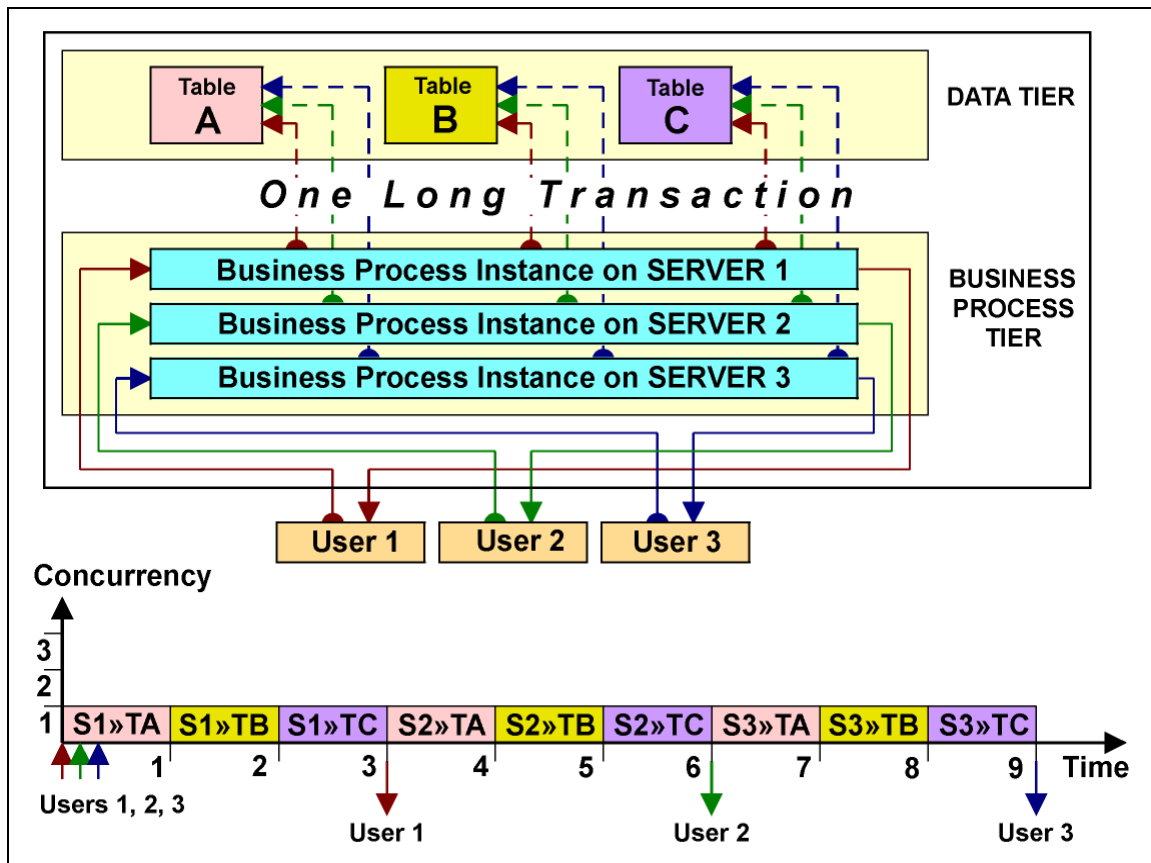 Table
A
Table
B
Table
C
DATA TIER
One Long Transaction
Business Process Instance on SERVER 1
Business Process Instance on SERVER 2
Business Process Instance on SERVER 3
BUSINESS
PROCESS
TIER
User 1
User 2
User 3
Concurrency
3
2
1
S1»TA
S1»TB
S1»TC
S2»TA
S2»TB
S2»TC
S3»TA
S3»TB
S3»TC
1
2
3
4
5
6
7
8
9
Time
Users 1, 2, 3
User 1
User 2
User 3